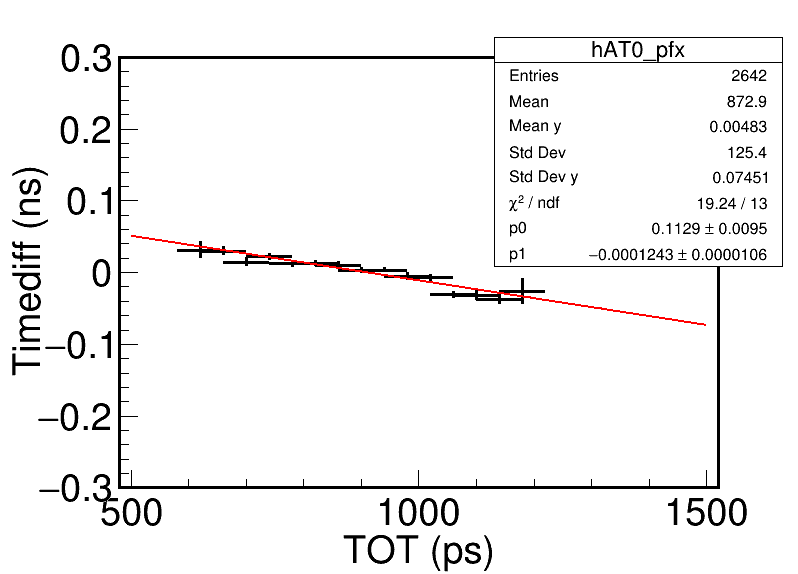 hAT0_pfx
Entries 2642
Mean 872.9
Mean y 0.00483
Std Dev 125.4
Std Dev y 0.07451
χ² / ndf 19.24 / 13
p0 0.1129 ± 0.0095
p1 −0.0001243 ± 0.0000106
Timediff (ns)
0.3
0.2
0.1
0
−0.1
−0.2
−0.3
500 1000 1500
TOT (ps)